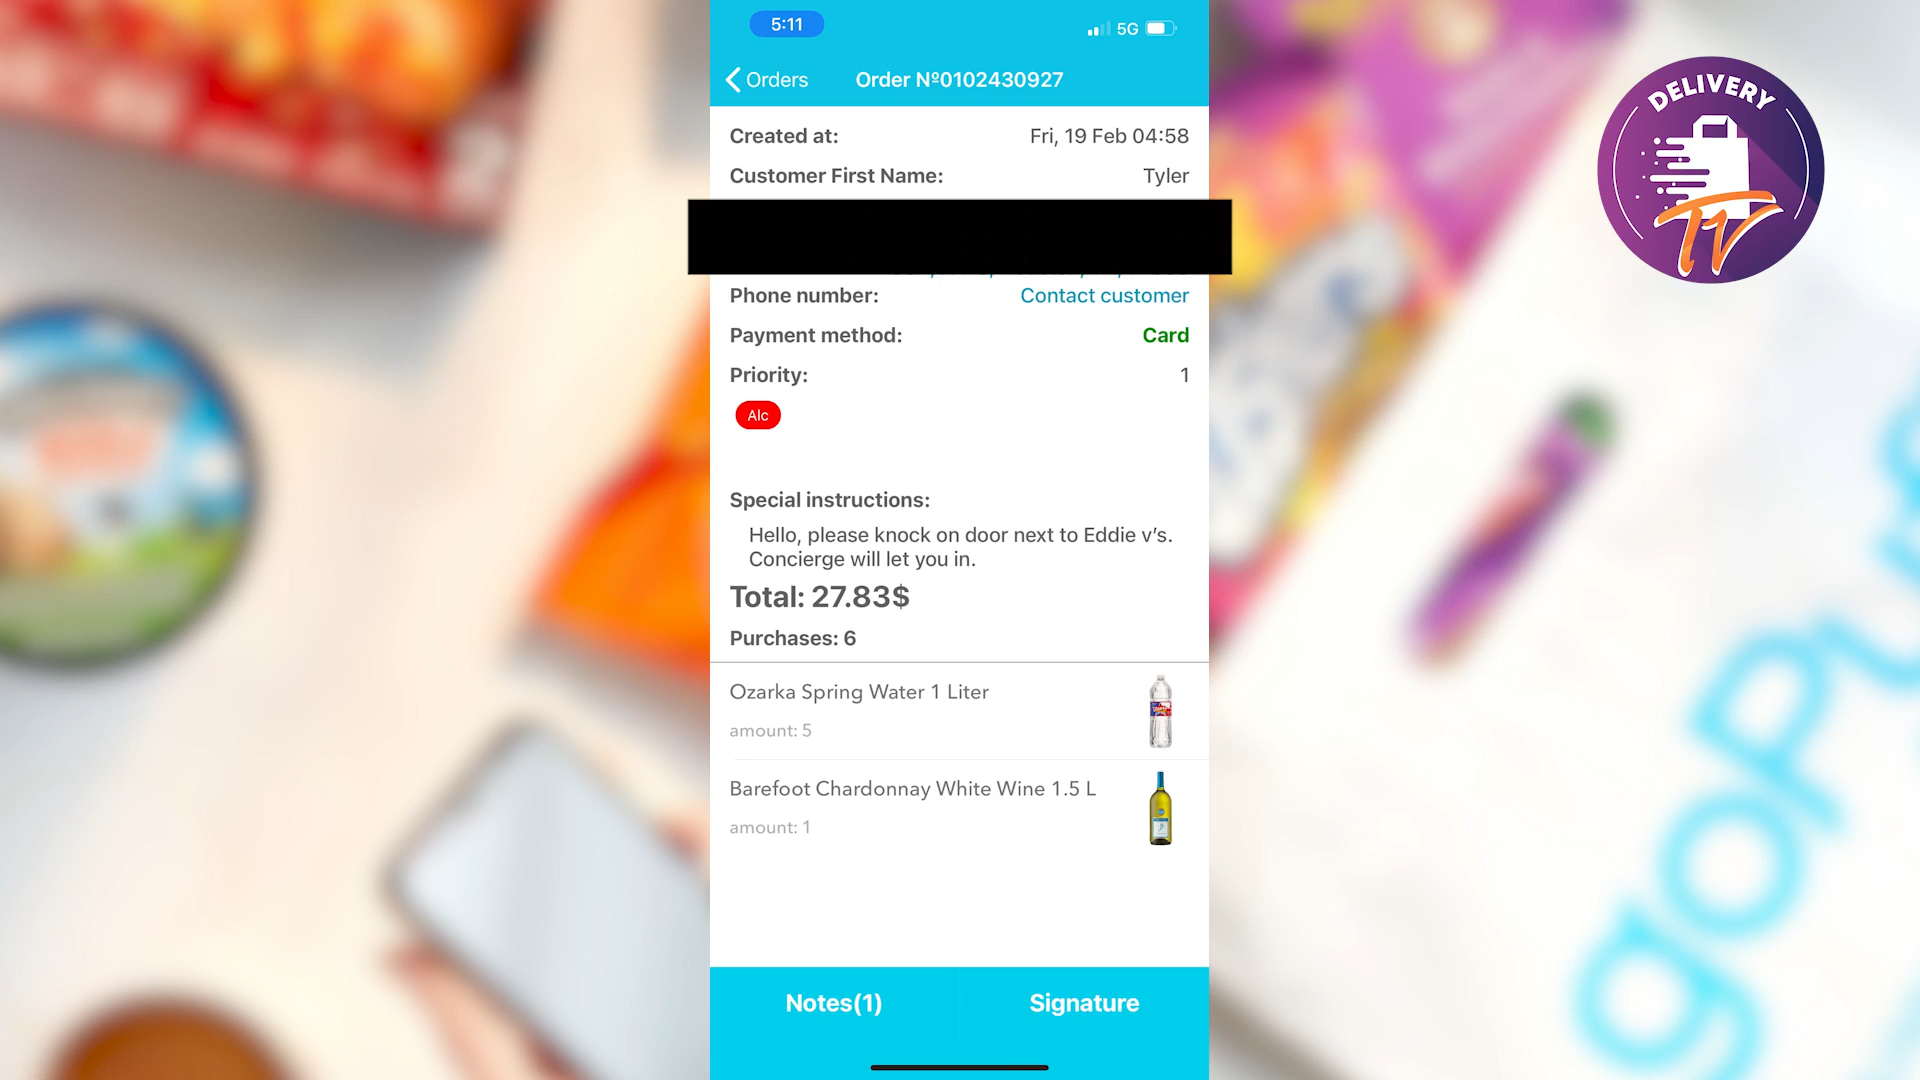 5:11
5G
Orders
Order Nº0102430927
Created at: Fri, 19 Feb 04:58
Customer First Name: Tyler
Phone number: Contact customer
Payment method: Card
Priority: 1
Alc
Special instructions:
Hello, please knock on door next to Eddie v’s.
Concierge will let you in.
Total: 27.83$
Purchases: 6
Ozarka Spring Water 1 Liter
amount: 5
Barefoot Chardonnay White Wine 1.5 L
amount: 1
Notes(1)
Signature
DELIVERY
TV
goPu